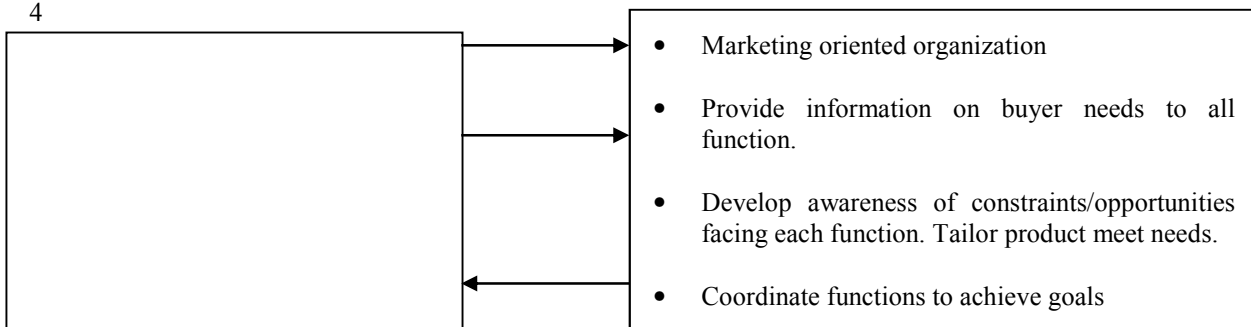 4
• Marketing oriented organization
• Provide information on buyer needs to all
function.
• Develop awareness of constraints/opportunities
facing each function. Tailor product meet needs.
• Coordinate functions to achieve goals